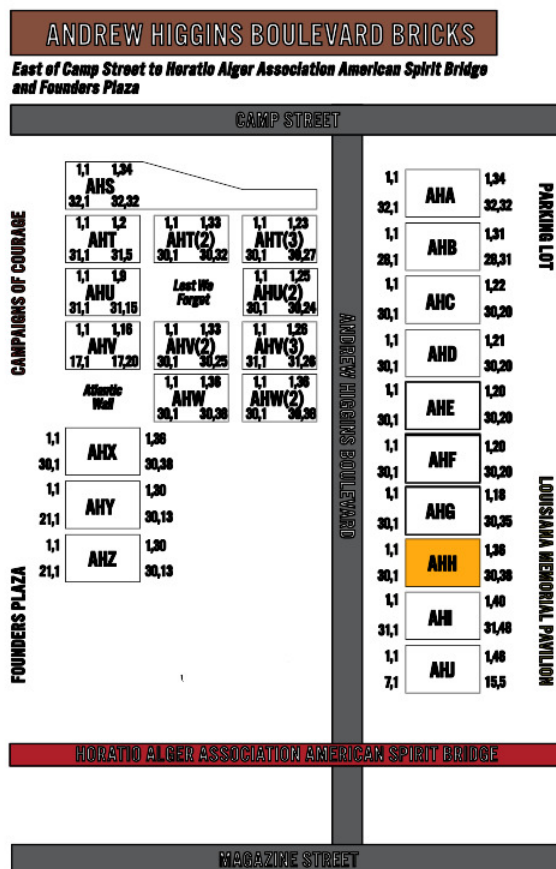 ANDREW HIGGINS BOULEVARD BRICKS
East of Camp Street to Horatio Alger Association American Spirit Bridge
and Founders Plaza
CAMP STREET
CAMPAIGNS OF COURAGE
FOUNDERS PLAZA
1,1 1,34
AHS
32,1 32,32
1,1 1,2
AHT
31,1 31,5
1,1 1,33
AHT(2)
30,1 30,32
1,1 1,23
AHT(3)
30,1 30,27
1,1 1,9
AHU
31,1 31,15
Lest We
Forget
1,1 1,25
AHU(2)
30,1 30,24
1,1 1,16
AHV
17,1 17,20
1,1 1,33
AHV(2)
30,1 30,25
1,1 1,26
AHV(3)
31,1 31,26
Atlantic
Wall
1,1 1,36
AHW
30,1 30,38
1,1 1,36
AHW(2)
30,1 30,38
1,1 1,36
AHX
30,1 30,38
1,1 1,30
AHY
21,1 30,13
1,1 1,30
AHZ
21,1 30,13
ANDREW HIGGINS BOULEVARD
1,1 1,34
AHA
32,1 32,32
1,1 1,31
AHB
28,1 28,31
1,1 1,22
AHC
30,1 30,20
1,1 1,21
AHD
30,1 30,20
1,1 1,20
AHE
30,1 30,20
1,1 1,20
AHF
30,1 30,20
1,1 1,18
AHG
30,1 30,35
1,1 1,36
AHH
30,1 30,38
1,1 1,40
AHI
31,1 31,48
1,1 1,48
AHJ
7,1 15,5
PARKING LOT
LOUISIANA MEMORIAL PAVILION
HORATIO ALGER ASSOCIATION AMERICAN SPIRIT BRIDGE
MAGAZINE STREET